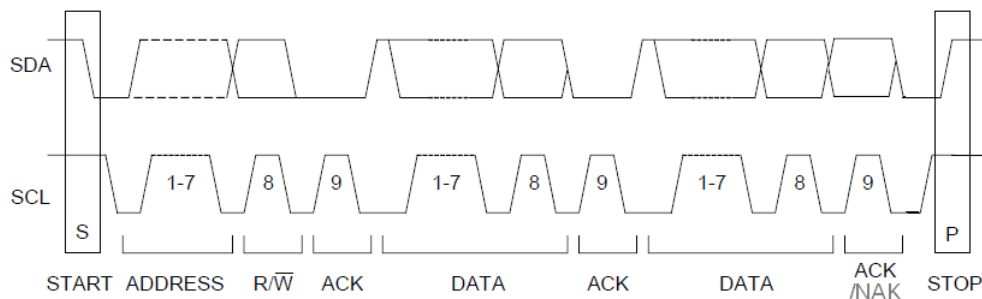 SDA
SCL
1-7 8 9 1-7 8 9 1-7 8 9
S P
START ADDRESS R/W̅ ACK DATA ACK DATA ACK /NAK STOP